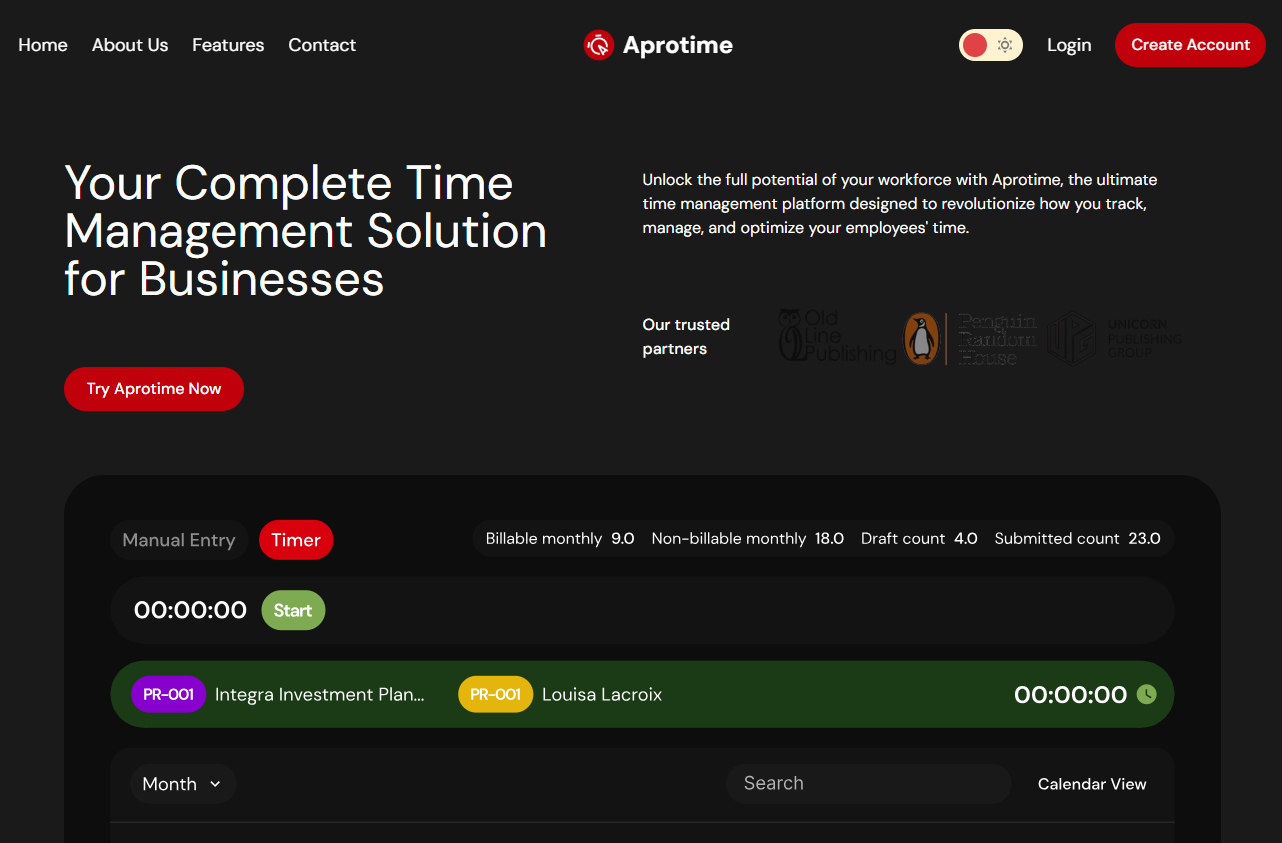 Home About Us Features Contact
Aprotime
Login Create Account
Your Complete Time
Management Solution
for Businesses
Unlock the full potential of your workforce with Aprotime, the ultimate
time management platform designed to revolutionize how you track,
manage, and optimize your employees' time.
Our trusted
partners
Old
Line
Publishing
Penguin
Random
House
UNICORN
PUBLISHING
GROUP
Try Aprotime Now
Manual Entry Timer
Billable monthly 9.0 Non-billable monthly 18.0 Draft count 4.0 Submitted count 23.0
00:00:00 Start
PR-001 Integra Investment Plan... PR-001 Louisa Lacroix 00:00:00
Month Search Calendar View